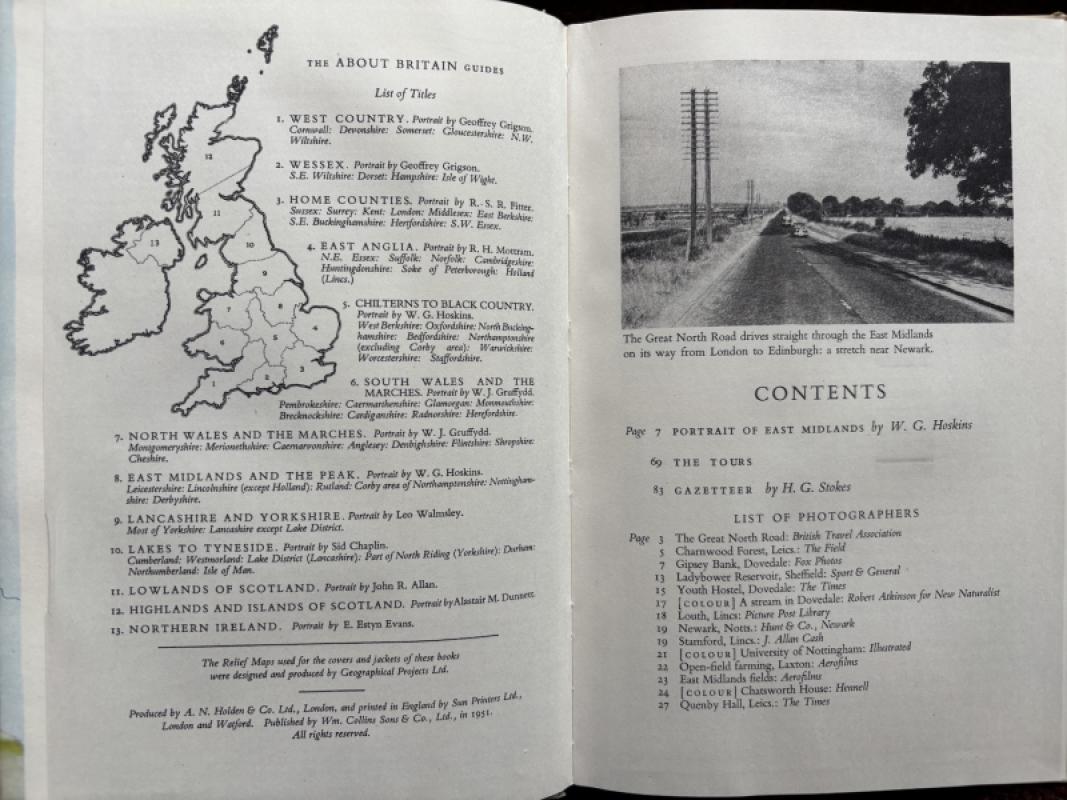 THE ABOUT BRITAIN GUIDES
List of Titles
1. WEST COUNTRY. Portrait by Geoffrey Grigson.
Cornwall: Devonshire: Somerset: Gloucestershire: N.W.
Wiltshire.
2. WESSEX. Portrait by Geoffrey Grigson.
S.E. Wiltshire: Dorset: Hampshire: Isle of Wight.
3. HOME COUNTIES. Portrait by R. S. R. Fitter.
Sussex: Surrey: Kent: London: Middlesex: East Berkshire:
S.E. Buckinghamshire: Hertfordshire: S.W. Essex.
4. EAST ANGLIA. Portrait by R. H. Mottram.
N.E. Essex: Suffolk: Norfolk: Cambridgeshire:
Huntingdonshire: Soke of Peterborough: Holland
(Lincs.)
5. CHILTERNS TO BLACK COUNTRY.
Portrait by W. G. Hoskins.
West Berkshire: Oxfordshire: North Bucking-
hamshire: Bedfordshire: Northamptonshire
(excluding Corby area): Warwickshire:
Worcestershire: Staffordshire.
6. SOUTH WALES AND THE
MARCHES. Portrait by W. J. Gruffydd.
Pembrokeshire: Caermarthenshire: Glamorgan: Monmouthshire:
Brecknockshire: Cardiganshire: Radnorshire: Herefordshire.
7. NORTH WALES AND THE MARCHES. Portrait by W. J. Gruffydd.
Montgomeryshire: Merionethshire: Caernarvonshire: Anglesey: Denbighshire: Flintshire: Shropshire:
Cheshire.
8. EAST MIDLANDS AND THE PEAK. Portrait by W. G. Hoskins.
Leicestershire: Lincolnshire (except Holland): Rutland: Corby area of Northamptonshire: Nottingham-
shire: Derbyshire.
9. LANCASHIRE AND YORKSHIRE. Portrait by Leo Walmsley.
Most of Yorkshire: Lancashire except Lake District.
10. LAKES TO TYNESIDE. Portrait by Sid Chaplin.
Cumberland: Westmorland: Lake District (Lancashire): Part of North Riding (Yorkshire): Durham:
Northumberland: Isle of Man.
11. LOWLANDS OF SCOTLAND. Portrait by John R. Allan.
12. HIGHLANDS AND ISLANDS OF SCOTLAND. Portrait by Alastair M. Dunnett.
13. NORTHERN IRELAND. Portrait by E. Estyn Evans.
The Relief Maps used for the covers and jackets of these books
were designed and produced by Geographical Projects Ltd.
Produced by A. N. Holden & Co. Ltd., London, and printed in England by Sun Printers Ltd.,
London and Watford. Published by Wm. Collins Sons & Co., Ltd., in 1951.
All rights reserved.
12
11
13
10
9
8
7
4
6
5
3
2
1
The Great North Road drives straight through the East Midlands
on its way from London to Edinburgh: a stretch near Newark.
CONTENTS
Page 7 PORTRAIT OF EAST MIDLANDS by W. G. Hoskins
69 THE TOURS
83 GAZETTEER by H. G. Stokes
LIST OF PHOTOGRAPHERS
Page 3 The Great North Road: British Travel Association
5 Charnwood Forest, Leics.: The Field
7 Gipsey Bank, Dovedale: Fox Photos
13 Ladybower Reservoir, Sheffield: Sport & General
15 Youth Hostel, Dovedale: The Times
17 [COLOUR] A stream in Dovedale: Robert Atkinson for New Naturalist
18 Louth, Lincs: Picture Post Library
19 Newark, Notts.: Hunt & Co., Newark
19 Stamford, Lincs.: J. Allan Cash
21 [COLOUR] University of Nottingham: Illustrated
22 Open-field farming, Laxton: Aerofilms
23 East Midlands fields: Aerofilms
24 [COLOUR] Chatsworth House: Hennell
27 Quenby Hall, Leics.: The Times